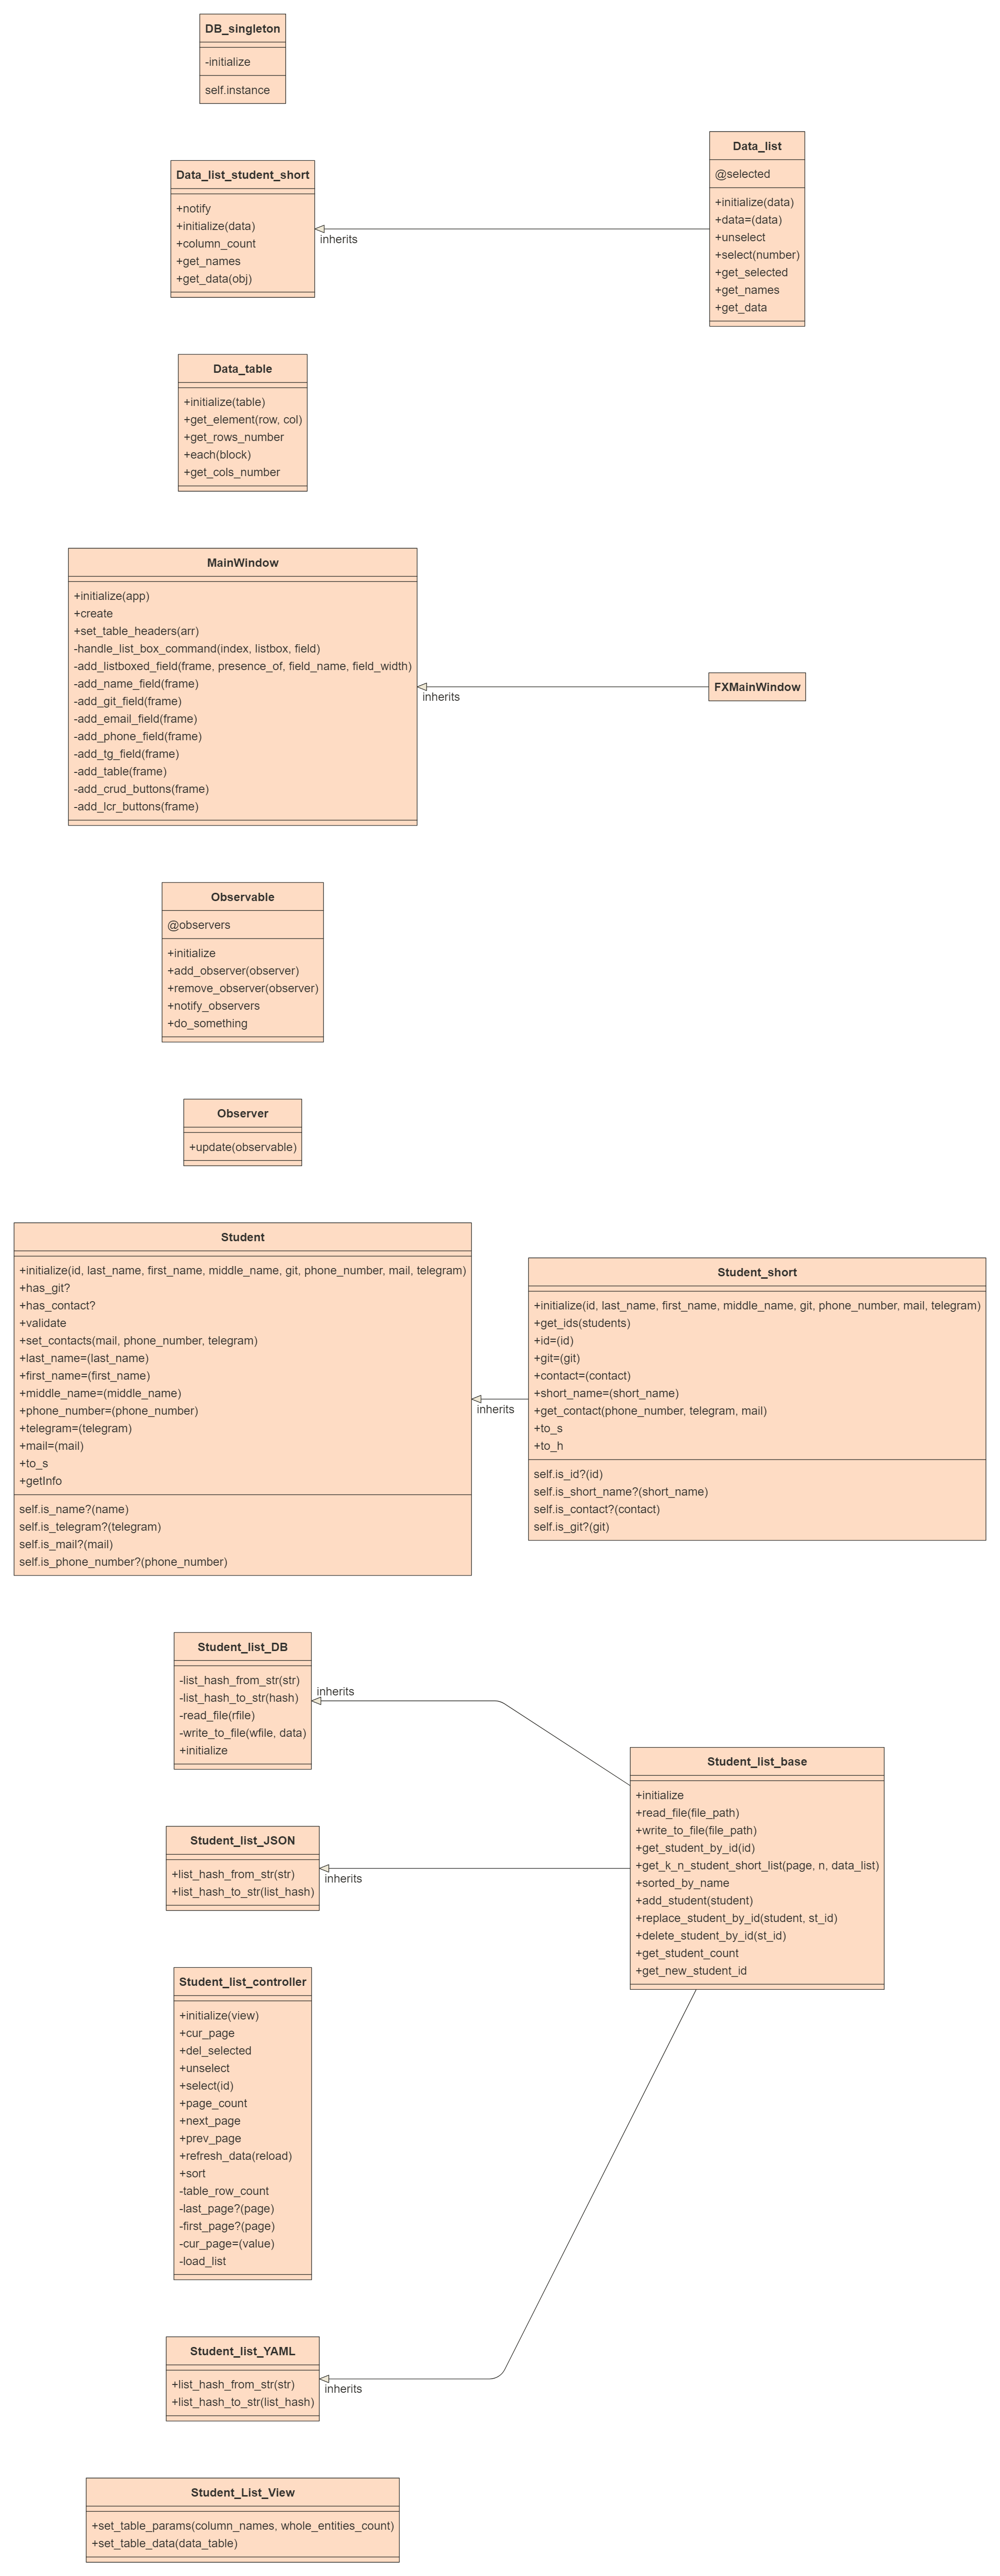 DB_singleton
-initialize
self.instance
Data_list
@selected
+initialize(data)
+data=(data)
+unselect
+select(number)
+get_selected
+get_names
+get_data
Data_list_student_short
+notify
+initialize(data)
+column_count
+get_names
+get_data(obj)
inherits
Data_table
+initialize(table)
+get_element(row, col)
+get_rows_number
+each(block)
+get_cols_number
MainWindow
+initialize(app)
+create
+set_table_headers(arr)
-handle_list_box_command(index, listbox, field)
-add_listboxed_field(frame, presence_of, field_name, field_width)
-add_name_field(frame)
-add_git_field(frame)
-add_email_field(frame)
-add_phone_field(frame)
-add_tg_field(frame)
-add_table(frame)
-add_crud_buttons(frame)
-add_lcr_buttons(frame)
inherits
FXMainWindow
Observable
@observers
+initialize
+add_observer(observer)
+remove_observer(observer)
+notify_observers
+do_something
Observer
+update(observable)
Student
+initialize(id, last_name, first_name, middle_name, git, phone_number, mail, telegram)
+has_git?
+has_contact?
+validate
+set_contacts(mail, phone_number, telegram)
+last_name=(last_name)
+first_name=(first_name)
+middle_name=(middle_name)
+phone_number=(phone_number)
+telegram=(telegram)
+mail=(mail)
+to_s
+getInfo
self.is_name?(name)
self.is_telegram?(telegram)
self.is_mail?(mail)
self.is_phone_number?(phone_number)
inherits
Student_short
+initialize(id, last_name, first_name, middle_name, git, phone_number, mail, telegram)
+get_ids(students)
+id=(id)
+git=(git)
+contact=(contact)
+short_name=(short_name)
+get_contact(phone_number, telegram, mail)
+to_s
+to_h
self.is_id?(id)
self.is_short_name?(short_name)
self.is_contact?(contact)
self.is_git?(git)
Student_list_DB
-list_hash_from_str(str)
-list_hash_to_str(hash)
-read_file(rfile)
-write_to_file(wfile, data)
+initialize
inherits
Student_list_base
+initialize
+read_file(file_path)
+write_to_file(file_path)
+get_student_by_id(id)
+get_k_n_student_short_list(page, n, data_list)
+sorted_by_name
+add_student(student)
+replace_student_by_id(student, st_id)
+delete_student_by_id(st_id)
+get_student_count
+get_new_student_id
Student_list_JSON
+list_hash_from_str(str)
+list_hash_to_str(list_hash)
inherits
Student_list_controller
+initialize(view)
+cur_page
+del_selected
+unselect
+select(id)
+page_count
+next_page
+prev_page
+refresh_data(reload)
+sort
-table_row_count
-last_page?(page)
-first_page?(page)
-cur_page=(value)
-load_list
Student_list_YAML
+list_hash_from_str(str)
+list_hash_to_str(list_hash)
inherits
Student_List_View
+set_table_params(column_names, whole_entities_count)
+set_table_data(data_table)